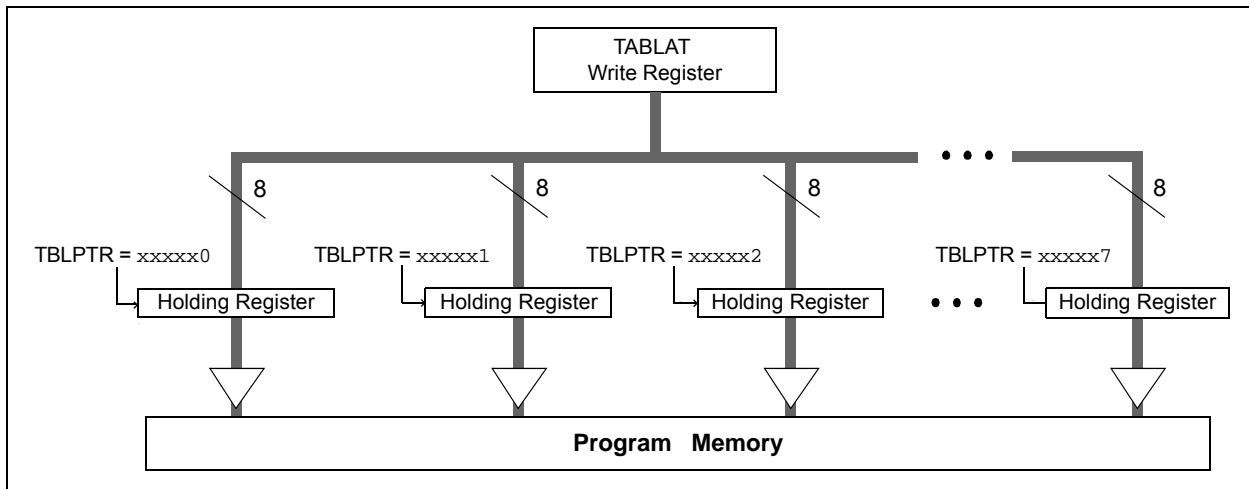 TABLAT
Write Register
• • •
8 8 8 8
TBLPTR = xxxxx0 TBLPTR = xxxxx1 TBLPTR = xxxxx2 TBLPTR = xxxxx7
Holding Register Holding Register Holding Register • • • Holding Register
Program Memory